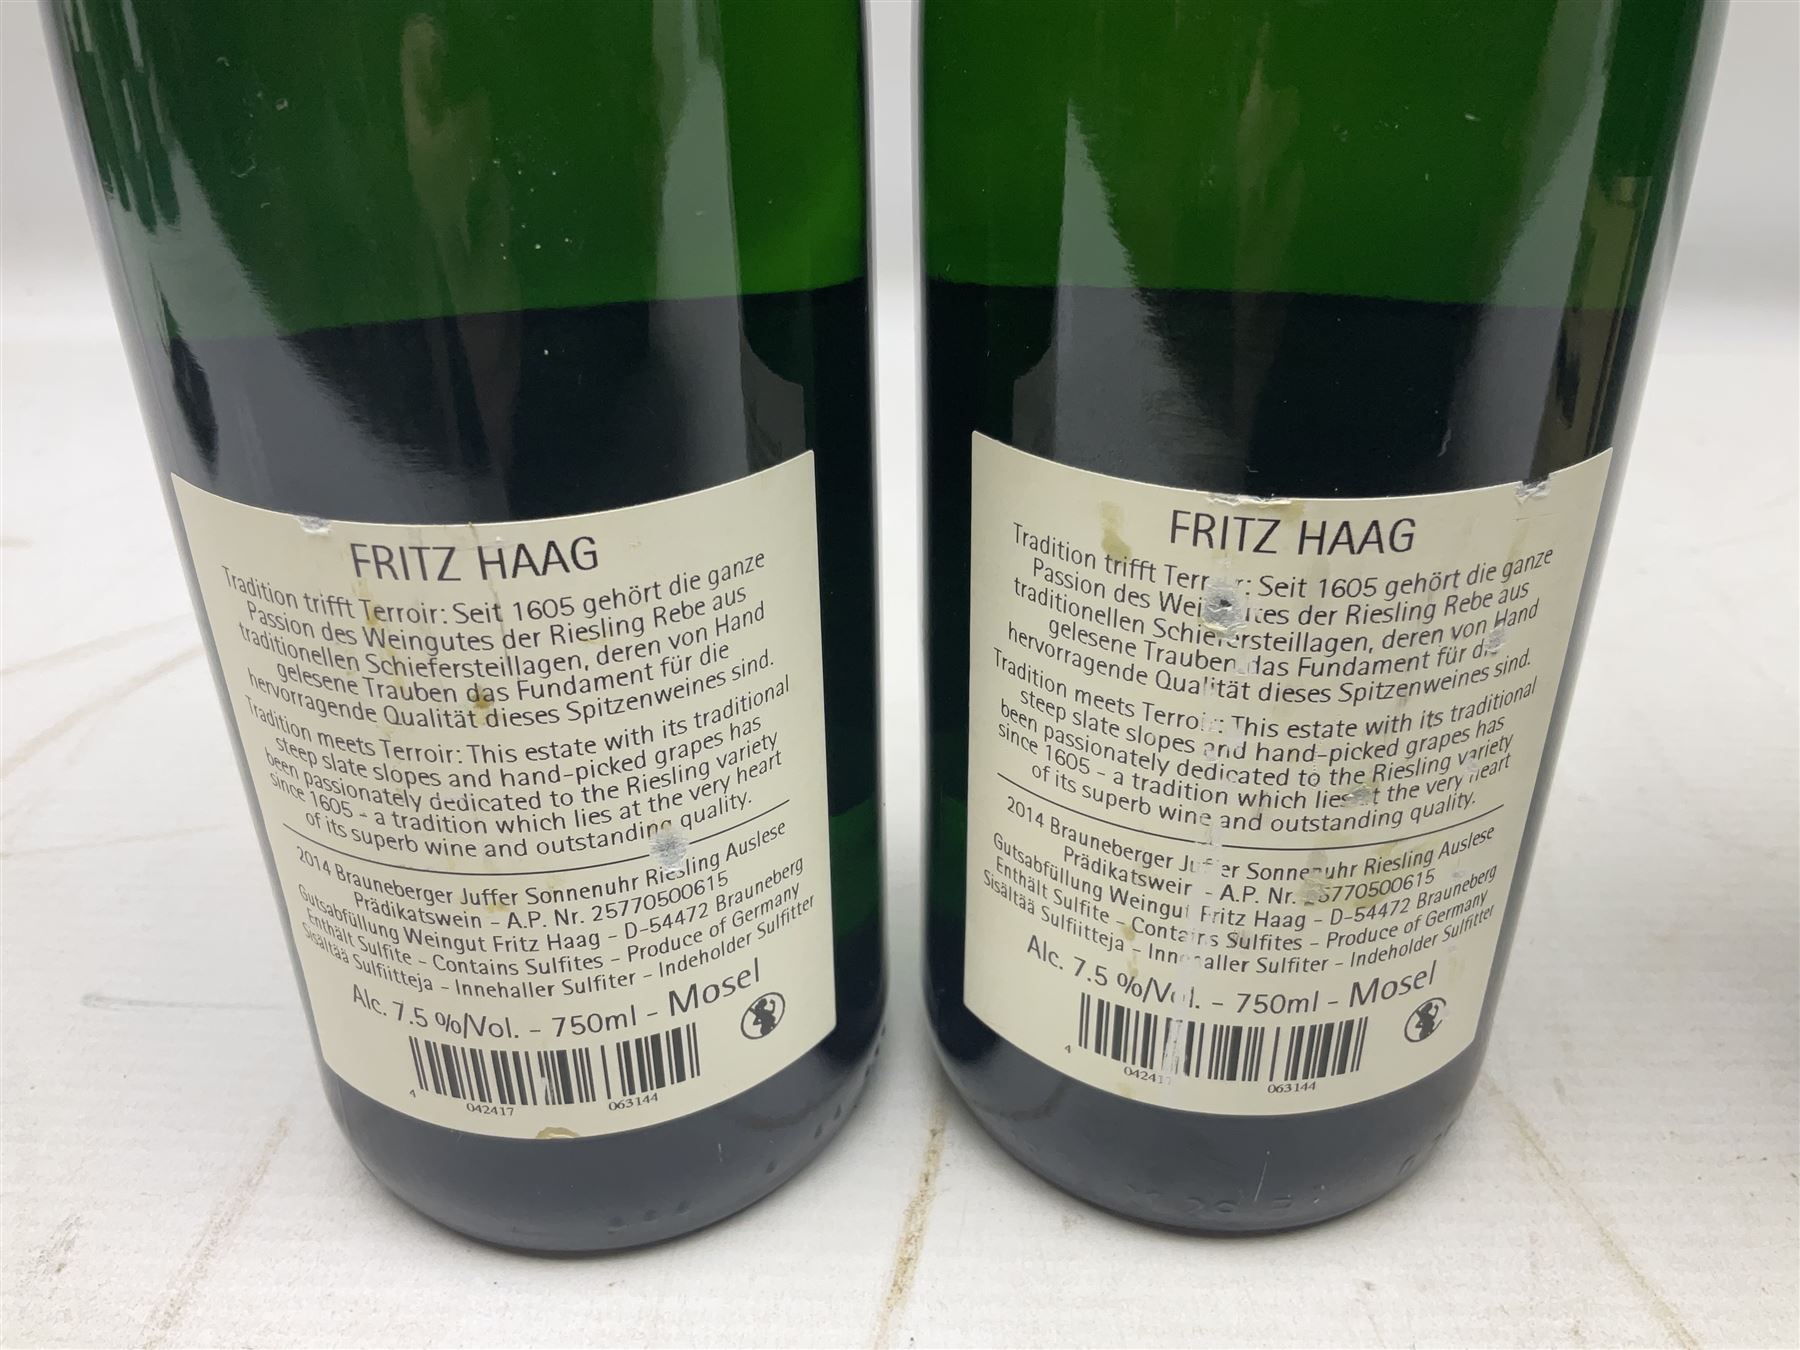 FRITZ HAAG
Tradition trifft Terroir: Seit 1605 gehört die ganze
Passion des Weingutes der Riesling Rebe aus
traditionellen Schiefersteillagen, deren von Hand
gelesene Trauben das Fundament für die
hervorragende Qualität dieses Spitzenweines sind.
Tradition meets Terroir: This estate with its traditional
steep slate slopes and hand-picked grapes has
been passionately dedicated to the Riesling variety
since 1605 - a tradition which lies at the very heart
of its superb wine and outstanding quality.
2014 Brauneberger Juffer Sonnenuhr Riesling Auslese
Prädikatswein - A.P. Nr. 25770500615
Gutsabfüllung Weingut Fritz Haag - D-54472 Brauneberg
Enthält Sulfite - Contains Sulfites - Produce of Germany
Sisältää Sulfiitteja - Innehaller Sulfiter - Indeholder Sulfitter
Alc. 7.5 %/Vol. - 750ml - Mosel
4 042417 063144
FRITZ HAAG
Tradition trifft : Seit 1605 gehört die ganze
Passion des der Riesling Rebe aus
traditionellen Schiefersteillagen, deren von Hand
gelesene Trauben das Fundament für
hervorragende Qualität dieses Spitzenweines sind.
Tradition meets Terroir: This estate with its traditional
steep slate slopes and hand-picked grapes has
been passionately dedicated to the Riesling variety
since 1605 - a tradition which lies at the very heart
of its superb wine and outstanding quality.
2014 Brauneberger Juffer Sonnenuhr Riesling Auslese
Prädikatswein - A.P. Nr. 25770500615
Gutsabfüllung Weingut Fritz Haag - D-54472 Brauneberg
Enthält Sulfite - Contains Sulfites - Produce of Germany
Sisältää Sulfiitteja - Innehaller Sulfiter - Indeholder Sulfitter
Alc. 7.5 %/Vol. - 750ml - Mosel
4 042417 063144